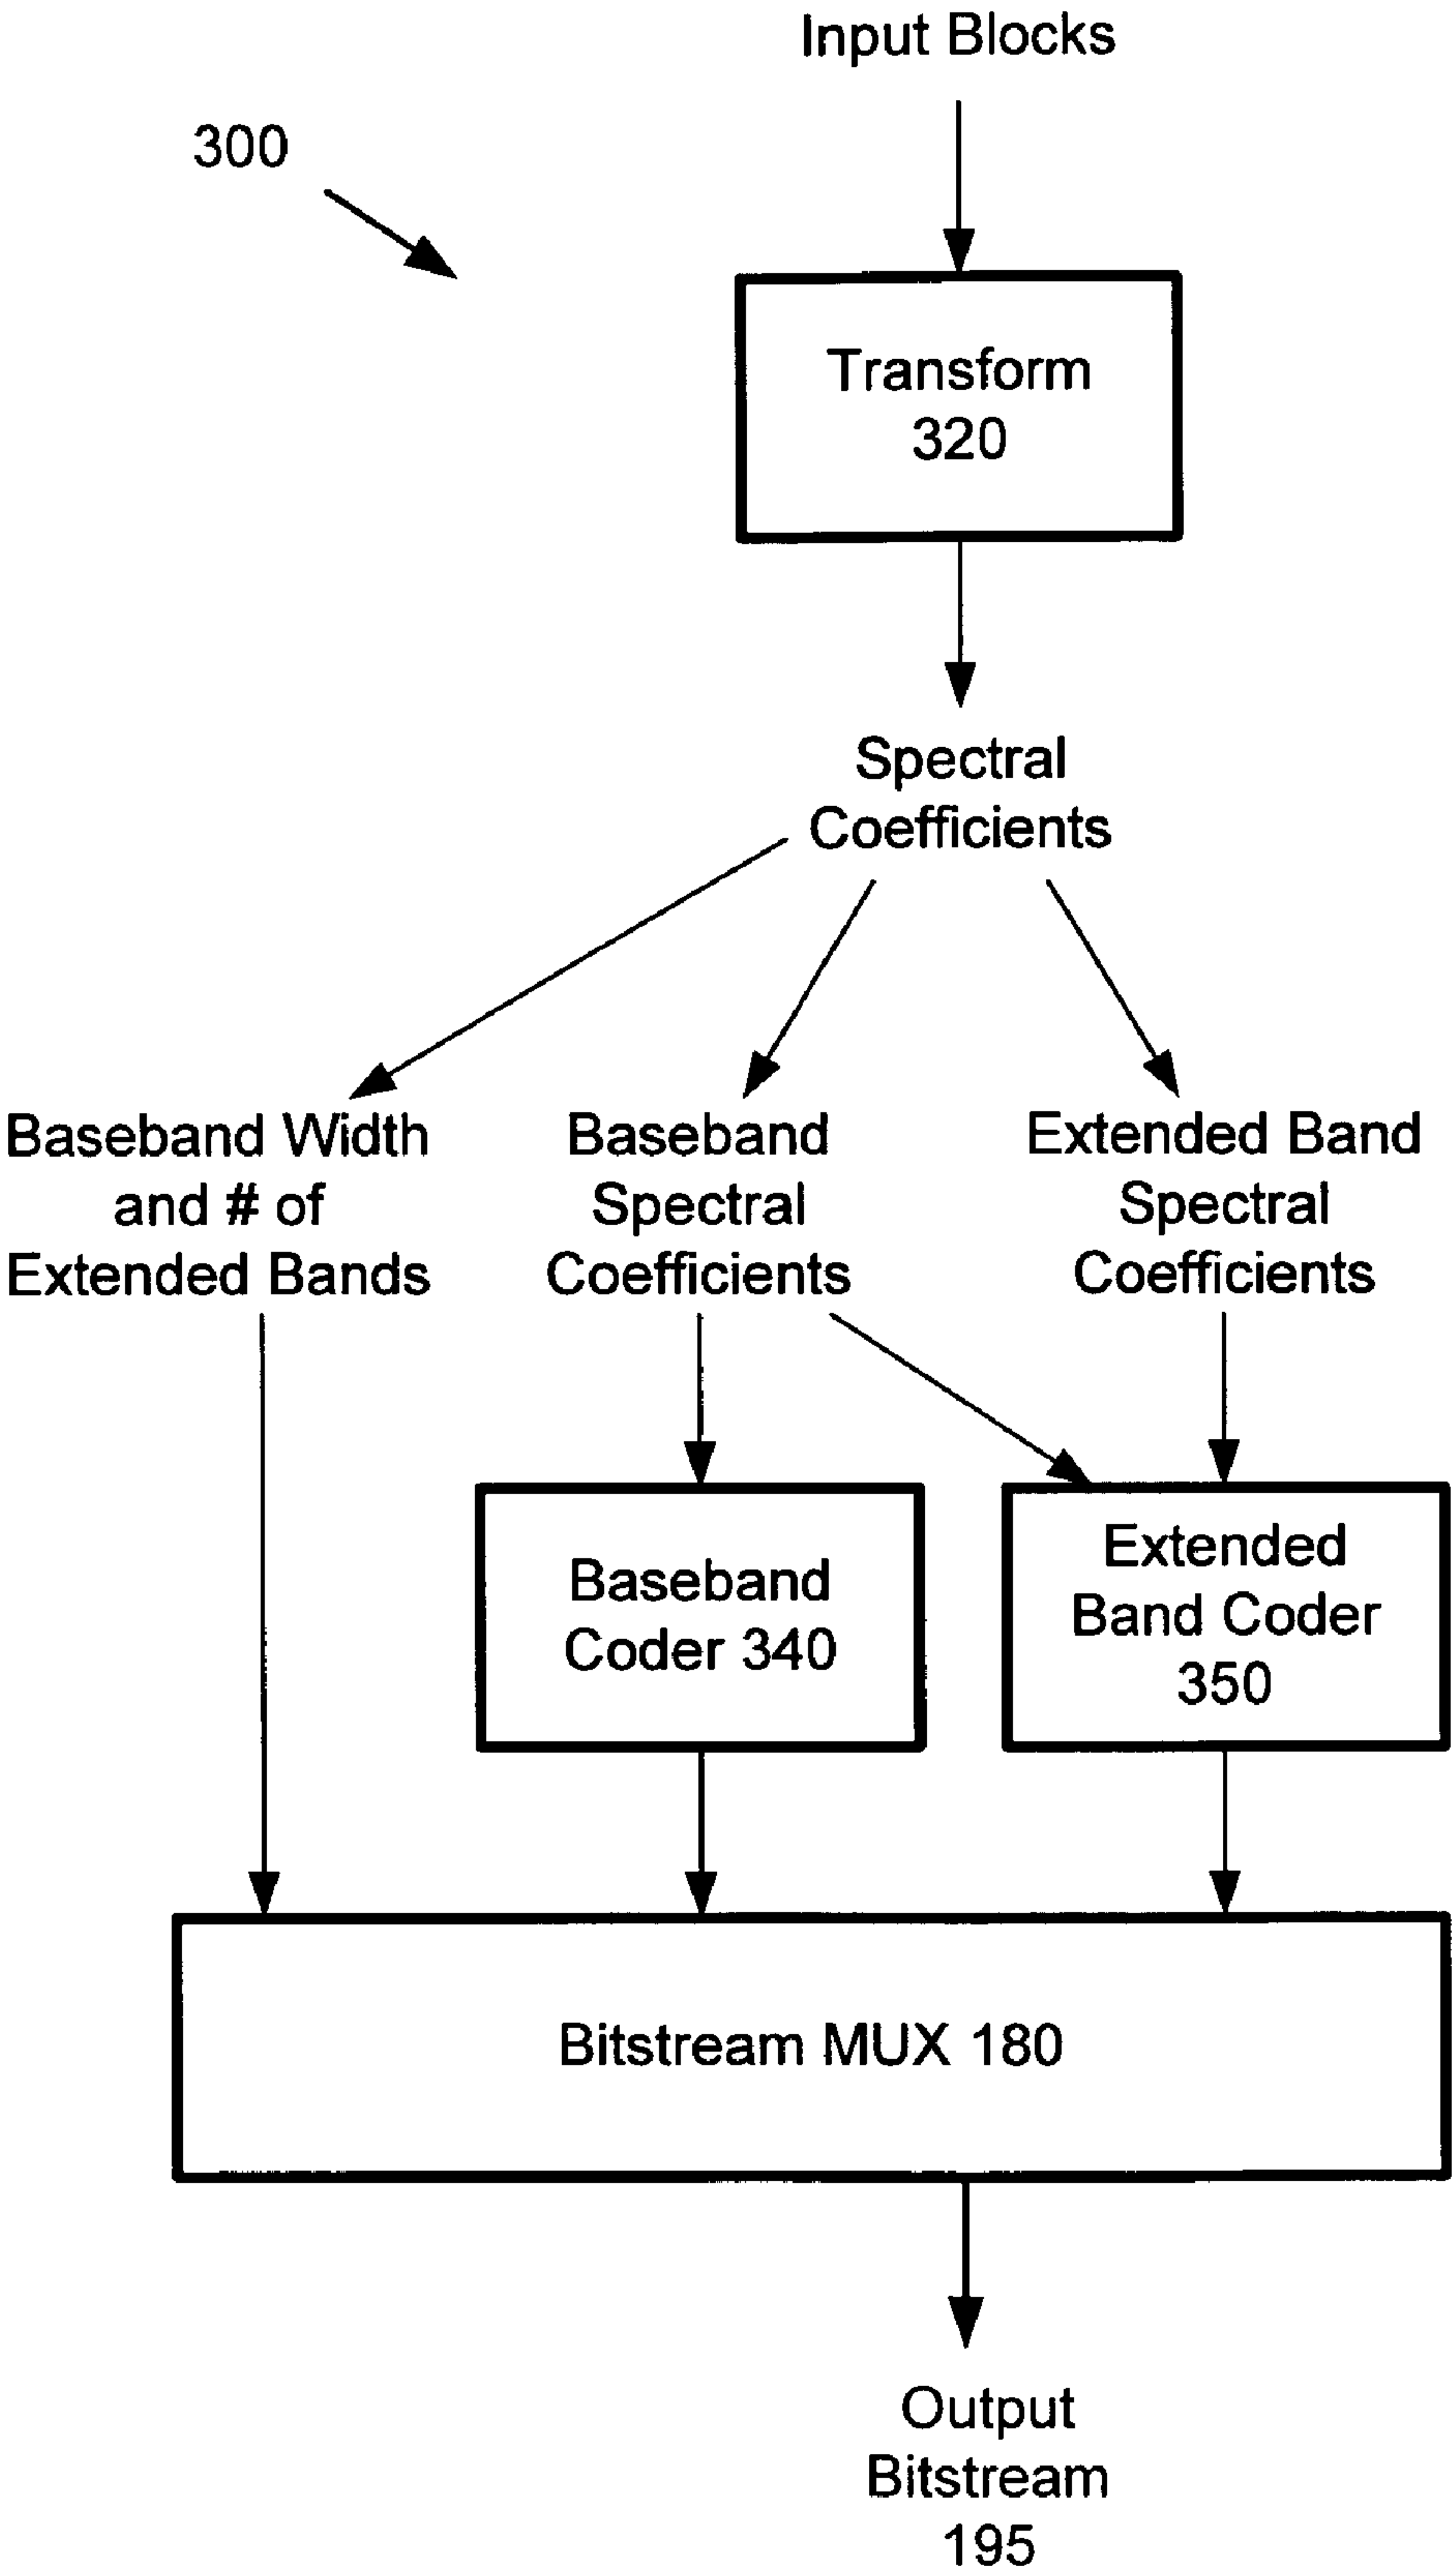 Input Blocks
300
Transform
320
Spectral
Coefficients
Baseband Width
and # of
Extended Bands
Baseband
Spectral
Coefficients
Extended Band
Spectral
Coefficients
Baseband
Coder 340
Extended
Band Coder
350
Bitstream MUX 180
Output
Bitstream
195